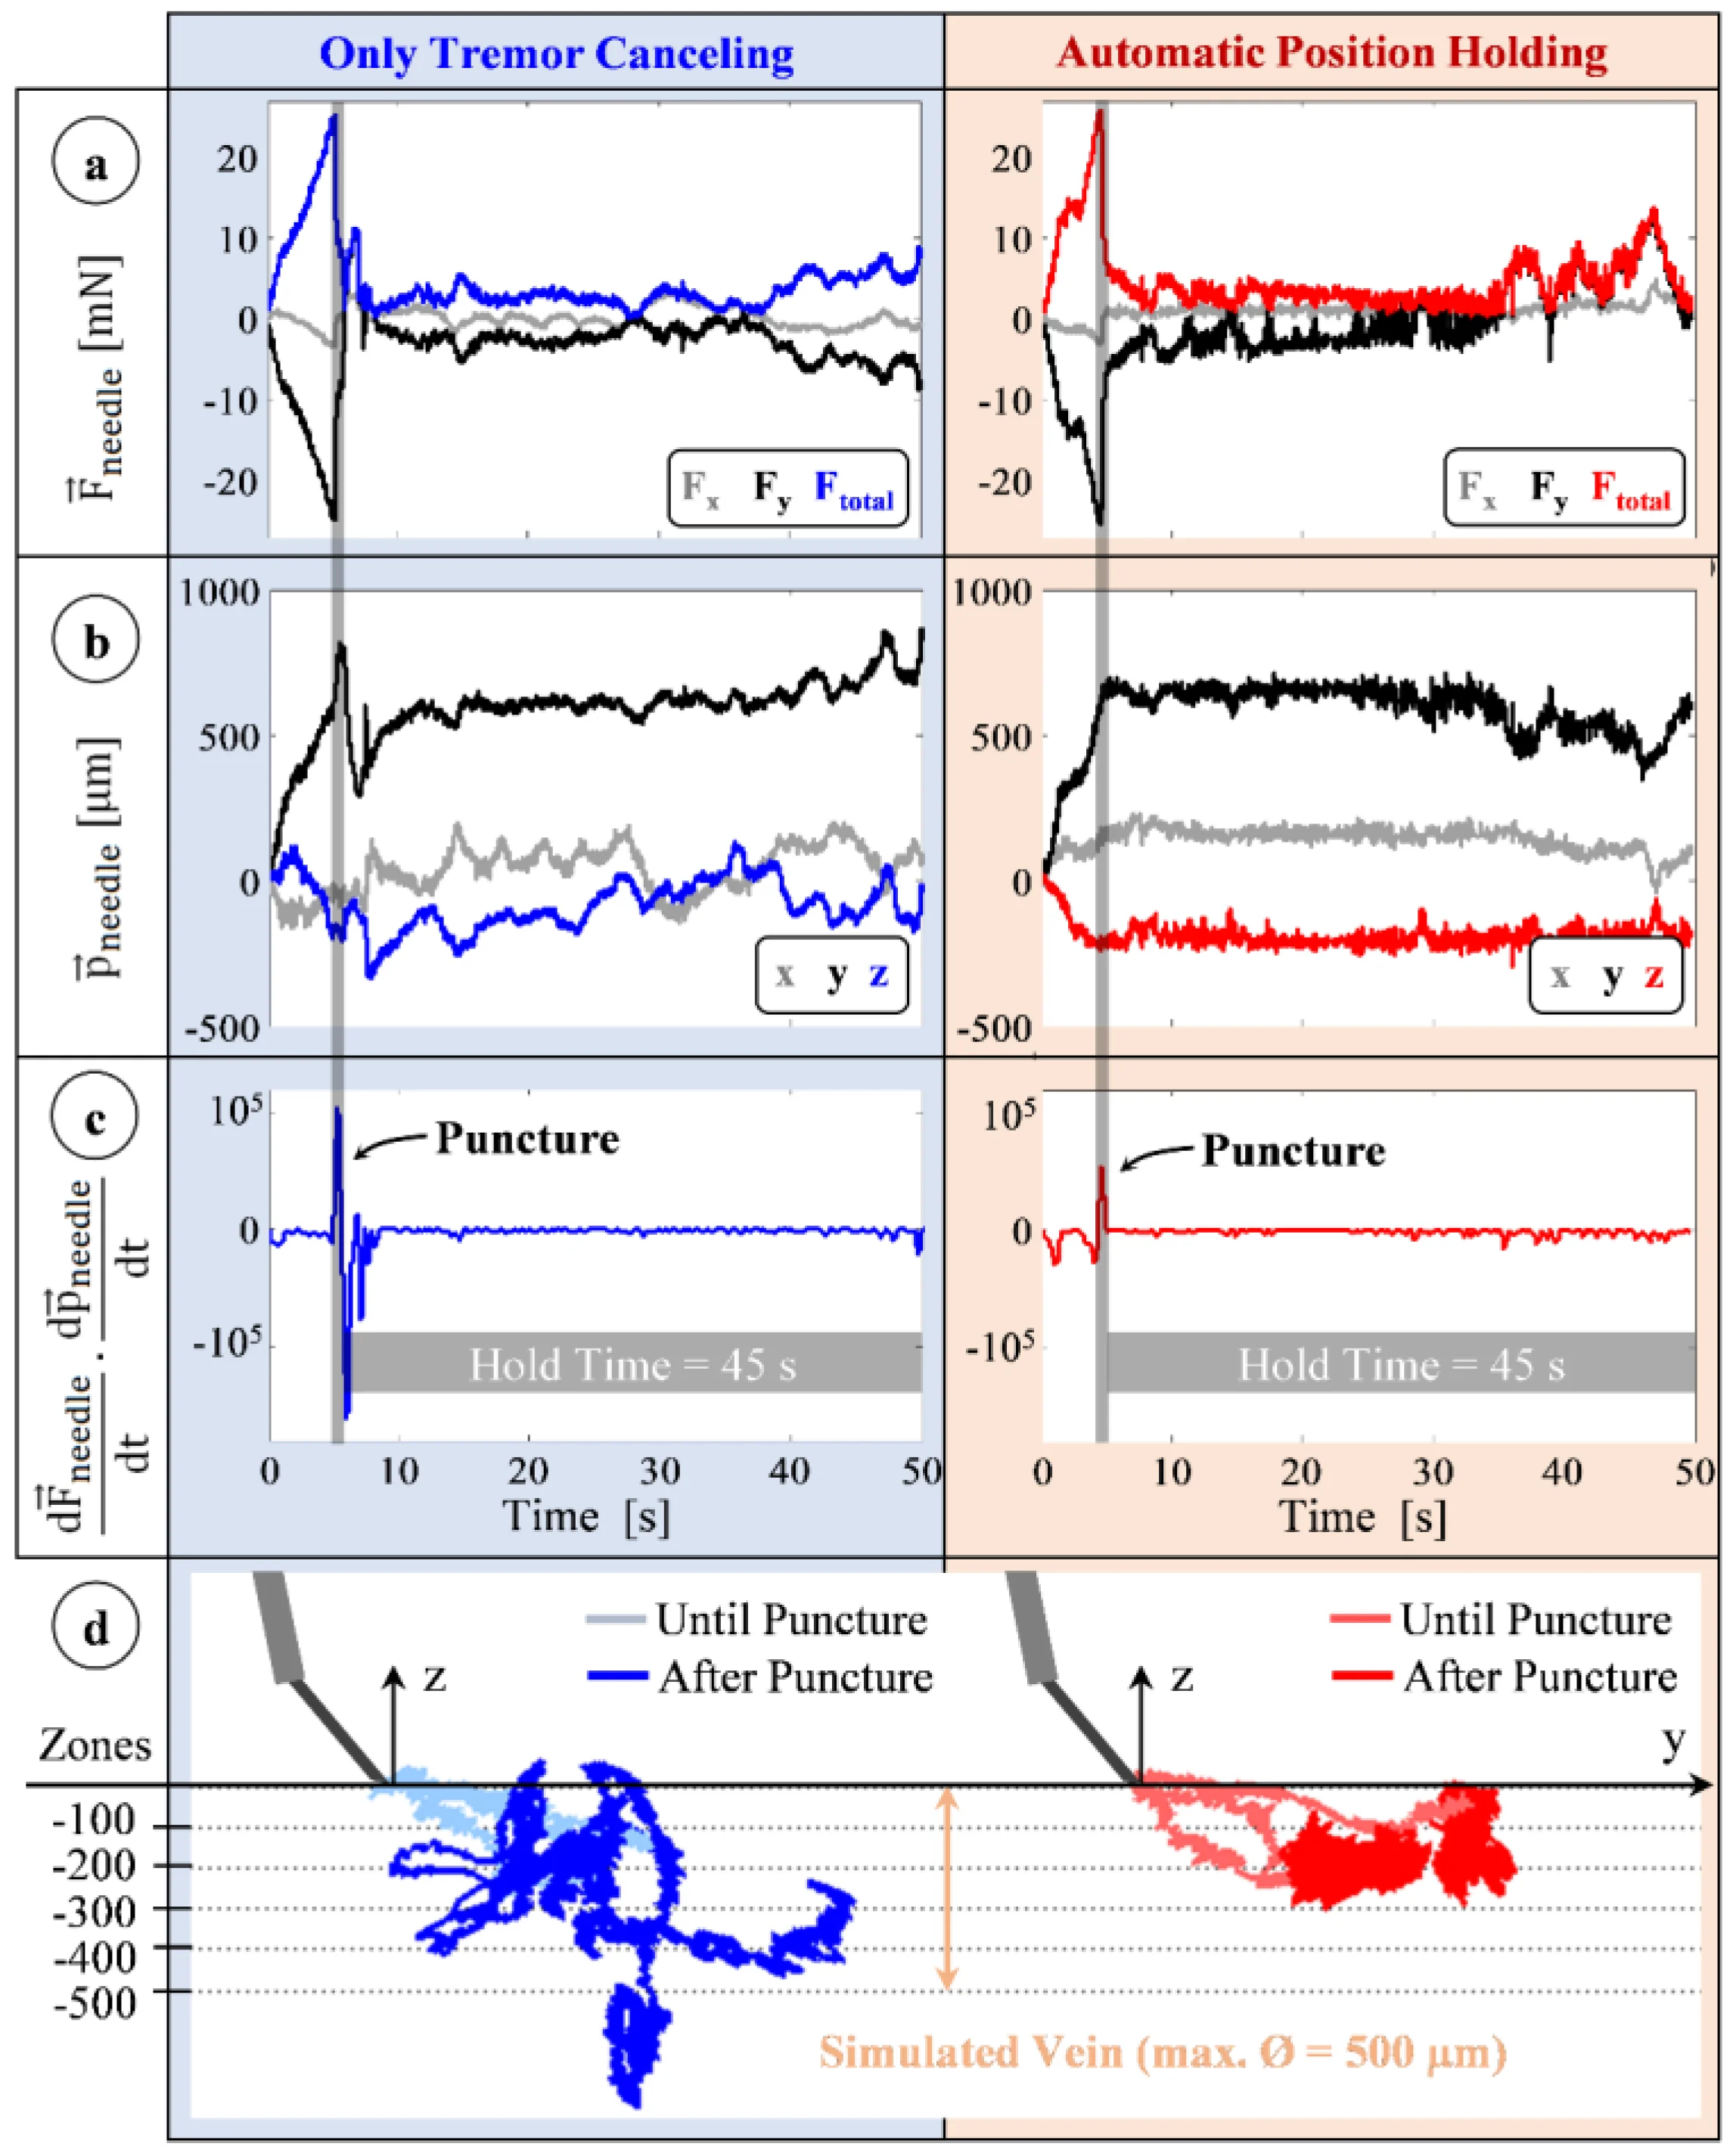 Only Tremor Canceling
Automatic Position Holding
a
F⃗needle [mN]
20
10
0
-10
-20
Fx Fy Ftotal
20
10
0
-10
-20
Fx Fy Ftotal
b
p⃗needle [μm]
1000
500
0
-500
x y z
1000
500
0
-500
x y z
c
dF⃗needle/dt · dp⃗needle/dt
10⁵
0
-10⁵
Puncture
Hold Time = 45 s
0 10 20 30 40 50
Time [s]
10⁵
0
-10⁵
Puncture
Hold Time = 45 s
0 10 20 30 40 50
Time [s]
d
Until Puncture
After Puncture
z
Until Puncture
After Puncture
z
y
Zones
-100
-200
-300
-400
-500
Simulated Vein (max. Ø = 500 μm)